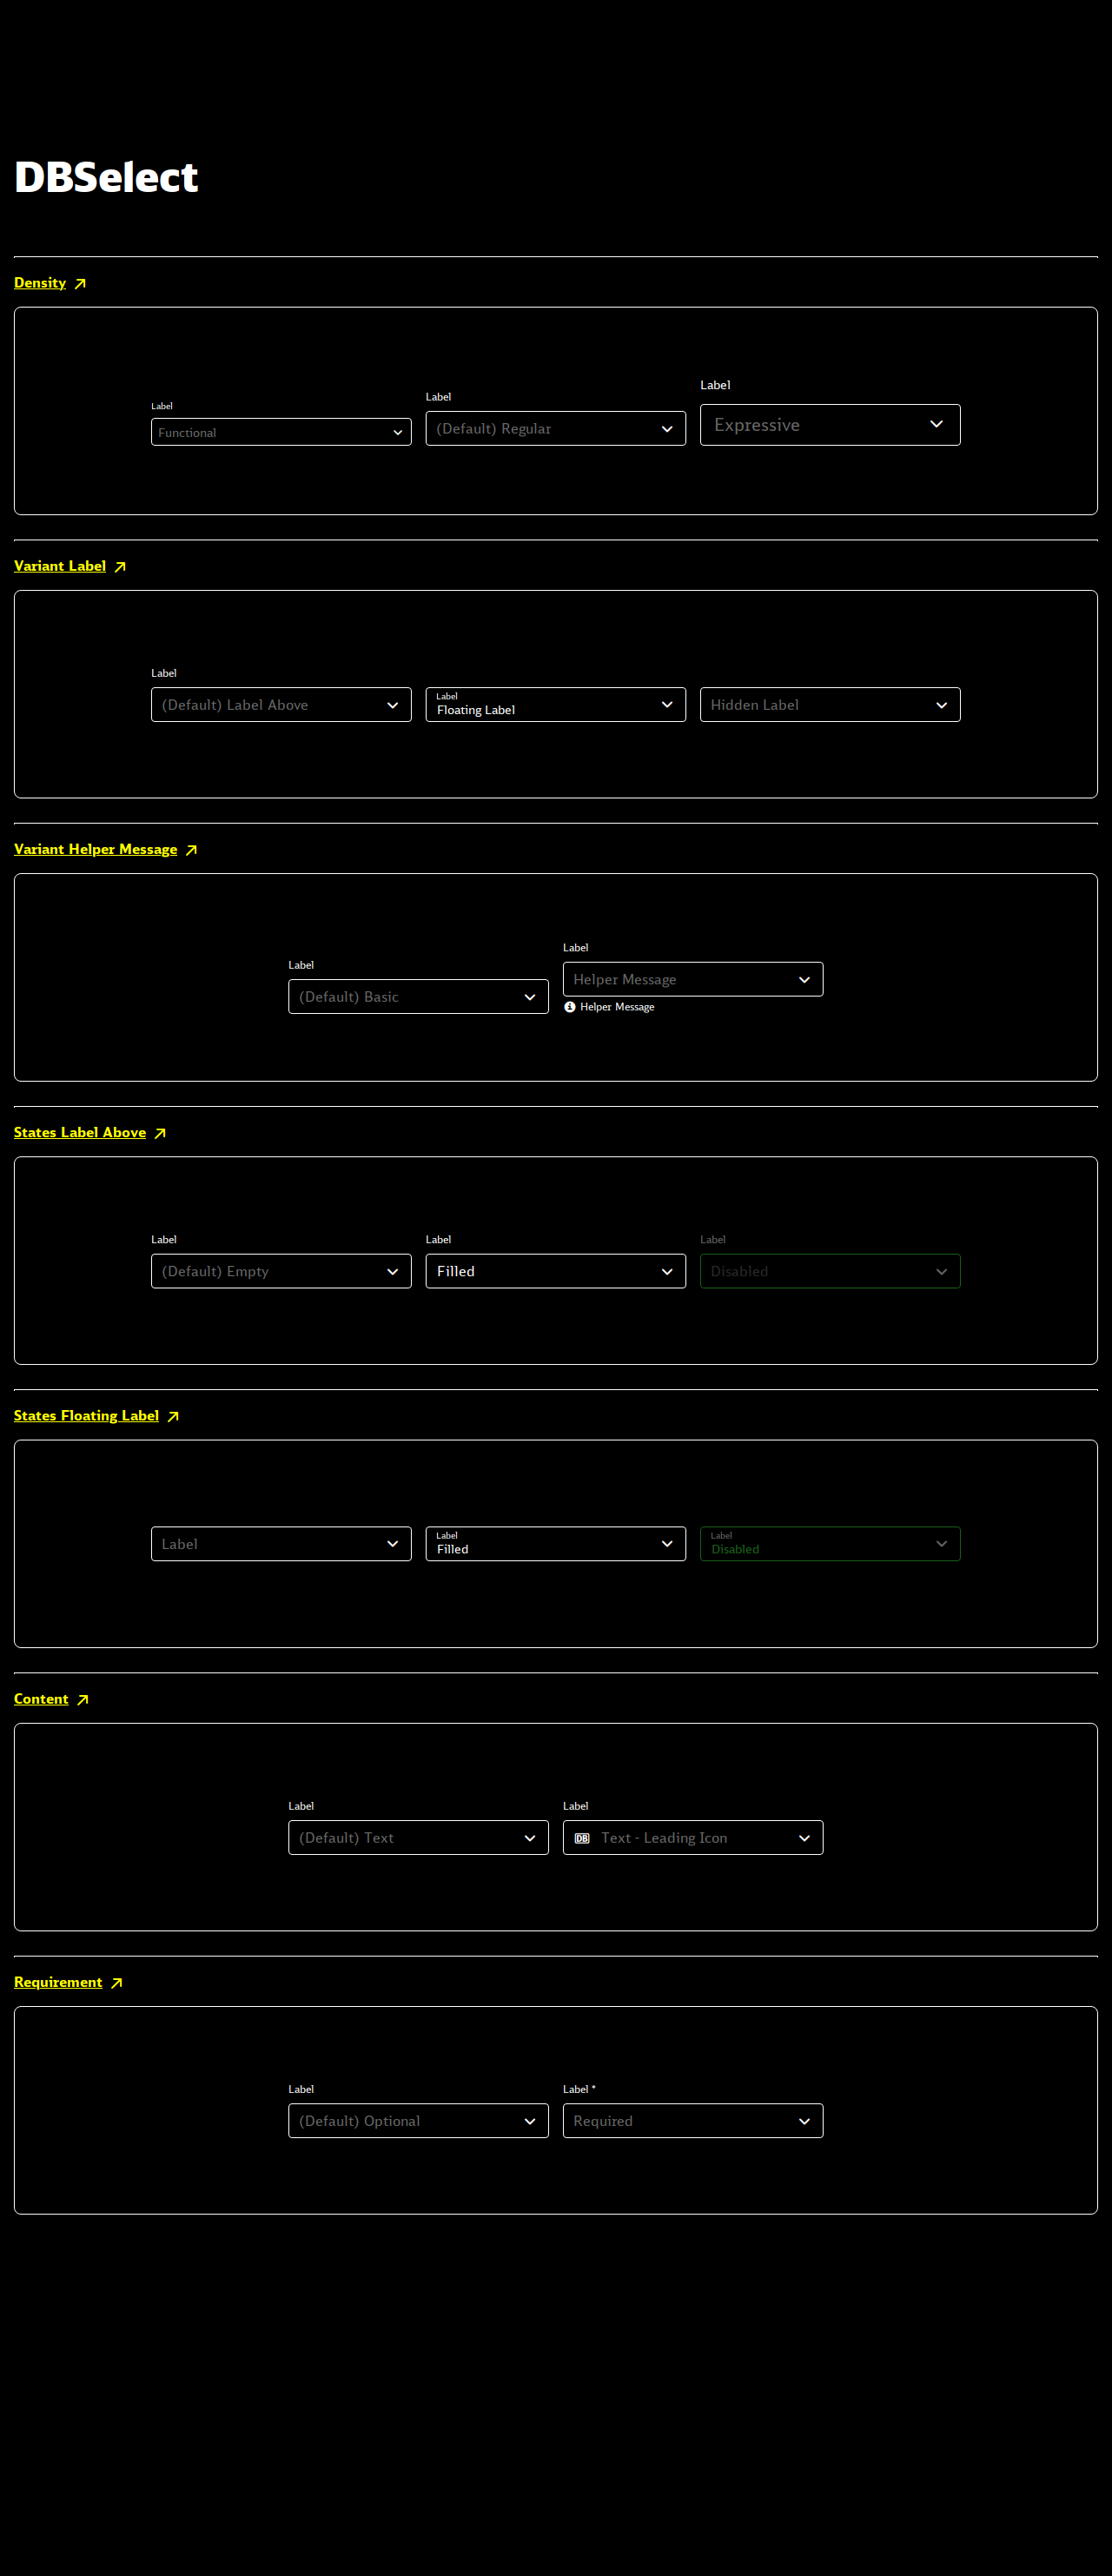 DBSelect
Density
Label
Functional
Label
(Default) Regular
Label
Expressive
Variant Label
Label
(Default) Label Above
Label
Floating Label
Hidden Label
Variant Helper Message
Label
(Default) Basic
Label
Helper Message
Helper Message
States Label Above
Label
(Default) Empty
Label
Filled
Label
Disabled
States Floating Label
Label
Label
Filled
Label
Disabled
Content
Label
(Default) Text
Label
DB Text - Leading Icon
Requirement
Label
(Default) Optional
Label *
Required